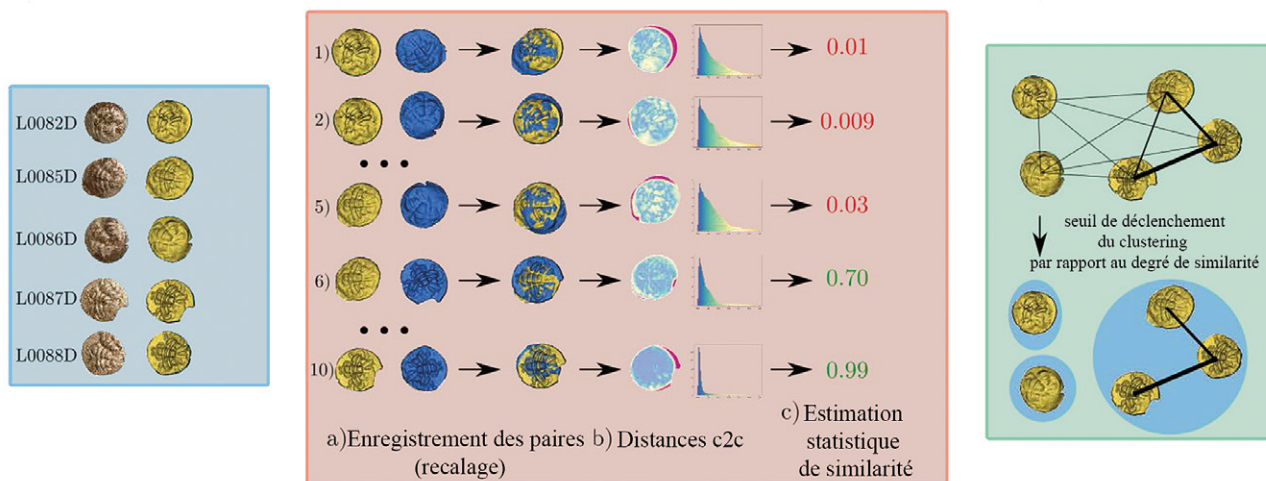 L0082D
L0085D
L0086D
L0087D
L0088D
1)
0.01
2)
0.009
5)
0.03
6)
0.70
10)
0.99
a)Enregistrement des paires
(recalage)
b) Distances c2c
c) Estimation
statistique
de similarité
seuil de déclenchement
du clustering
par rapport au degré de similarité